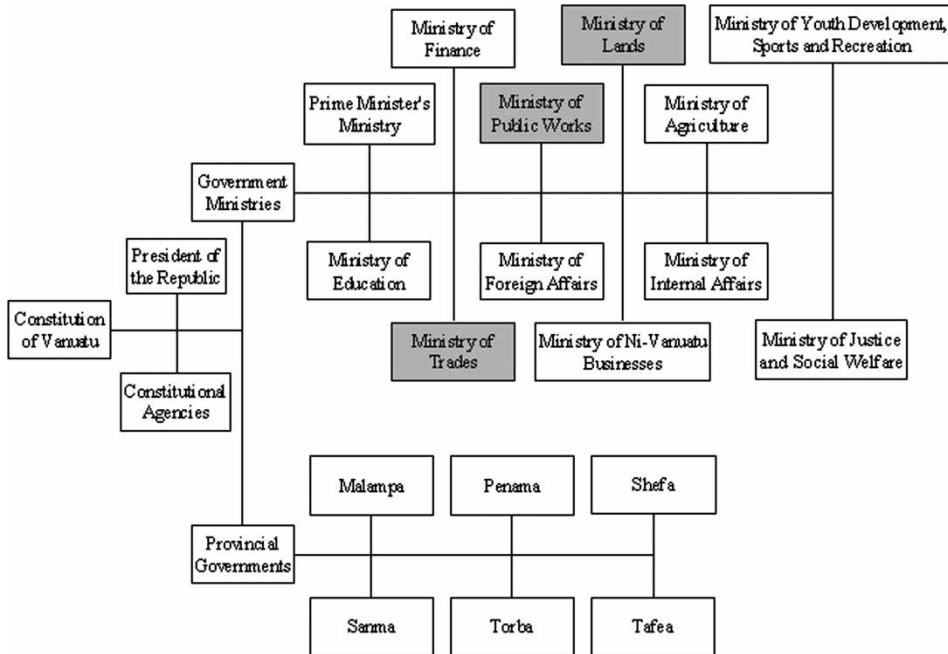 Ministry of
Finance
Ministry of
Lands
Ministry of Youth Development,
Sports and Recreation
Prime Minister's
Ministry
Ministry of
Public Works
Ministry of
Agriculture
Government
Ministries
President of
the Republic
Ministry of
Education
Ministry of
Foreign Affairs
Ministry of
Internal Affairs
Constitution
of Vanuatu
Ministry of
Trades
Ministry of Ni-Vanuatu
Businesses
Ministry of Justice
and Social Welfare
Constitutional
Agencies
Malampa
Penama
Shefa
Provincial
Governments
Sanma
Torba
Tafea